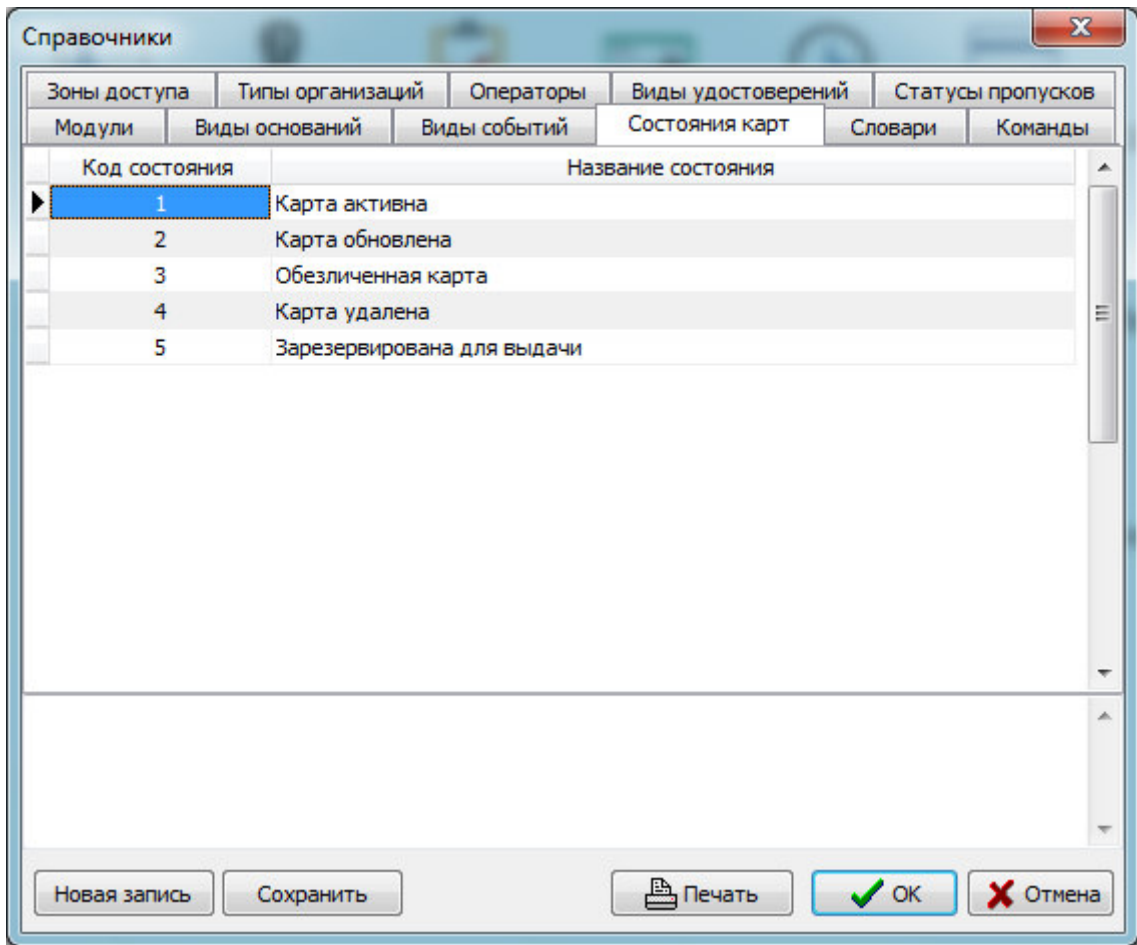 Справочники
Зоны доступа Типы организаций Операторы Виды удостоверений Статусы пропусков
Модули Виды оснований Виды событий Состояния карт Словари Команды
Код состояния Название состояния
1 Карта активна
2 Карта обновлена
3 Обезличенная карта
4 Карта удалена
5 Зарезервирована для выдачи
Новая запись Сохранить Печать OK Отмена